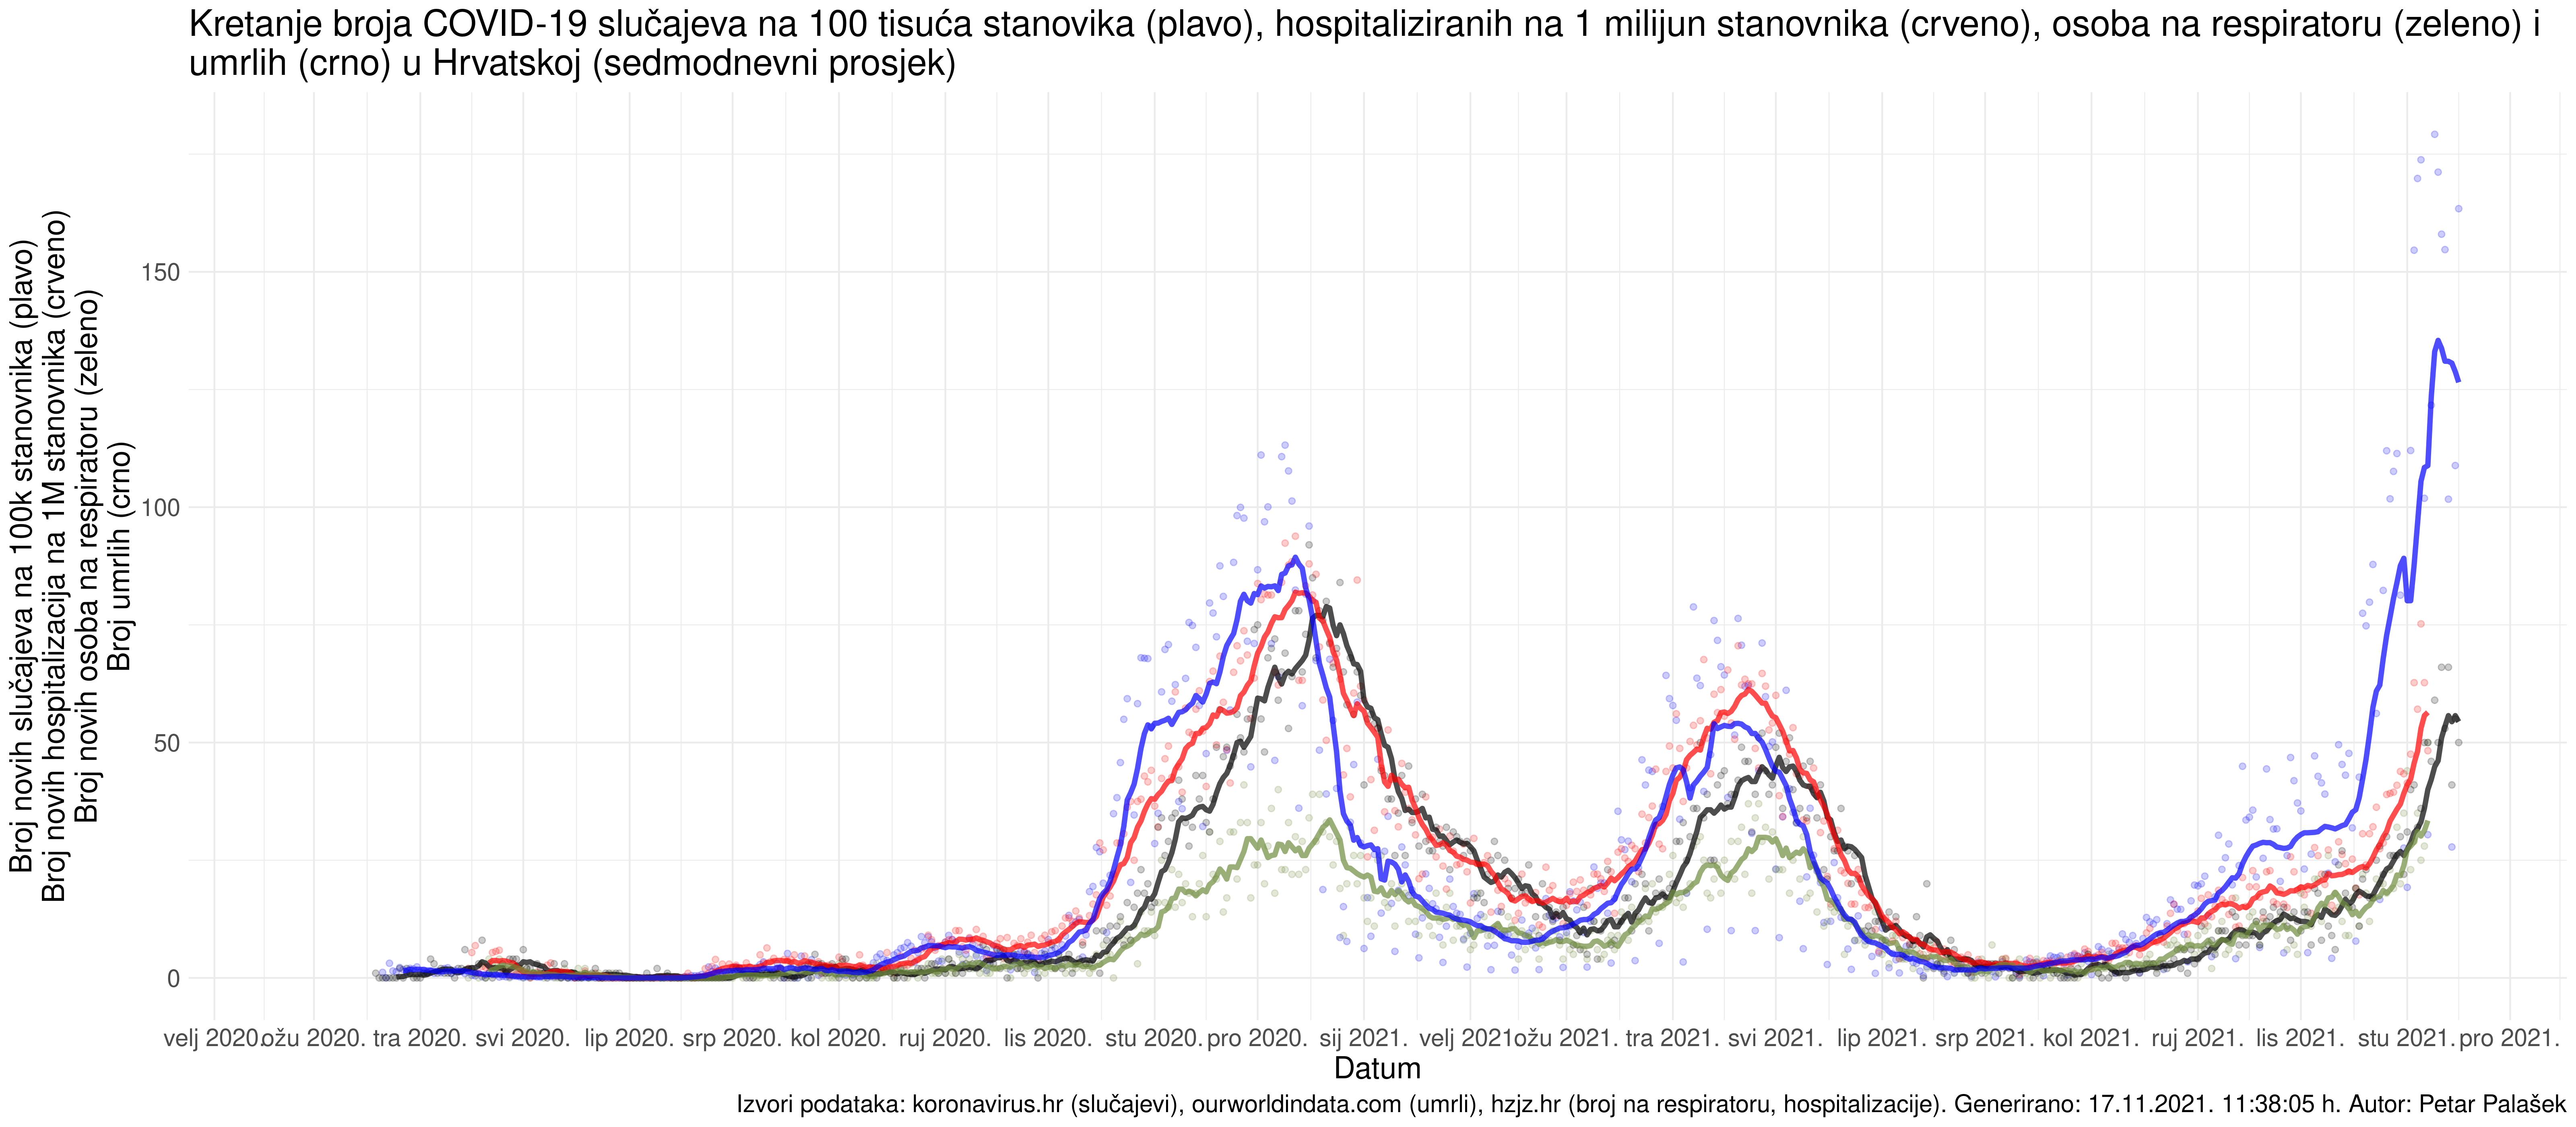 Kretanje broja COVID-19 slučajeva na 100 tisuća stanovika (plavo), hospitaliziranih na 1 milijun stanovnika (crveno), osoba na respiratoru (zeleno) i
umrlih (crno) u Hrvatskoj (sedmodnevni prosjek)
Broj novih slučajeva na 100k stanovnika (plavo)
Broj novih hospitalizacija na 1M stanovnika (crveno)
Broj novih osoba na respiratoru (zeleno)
Broj umrlih (crno)
150
100
50
0
velj 2020. ožu 2020. tra 2020. svi 2020. lip 2020. srp 2020. kol 2020. ruj 2020. lis 2020. stu 2020. pro 2020. sij 2021. velj 2021. ožu 2021. tra 2021. svi 2021. lip 2021. srp 2021. kol 2021. ruj 2021. lis 2021. stu 2021. pro 2021.
Datum
Izvori podataka: koronavirus.hr (slučajevi), ourworldindata.com (umrli), hzjz.hr (broj na respiratoru, hospitalizacije). Generirano: 17.11.2021. 11:38:05 h. Autor: Petar Palašek